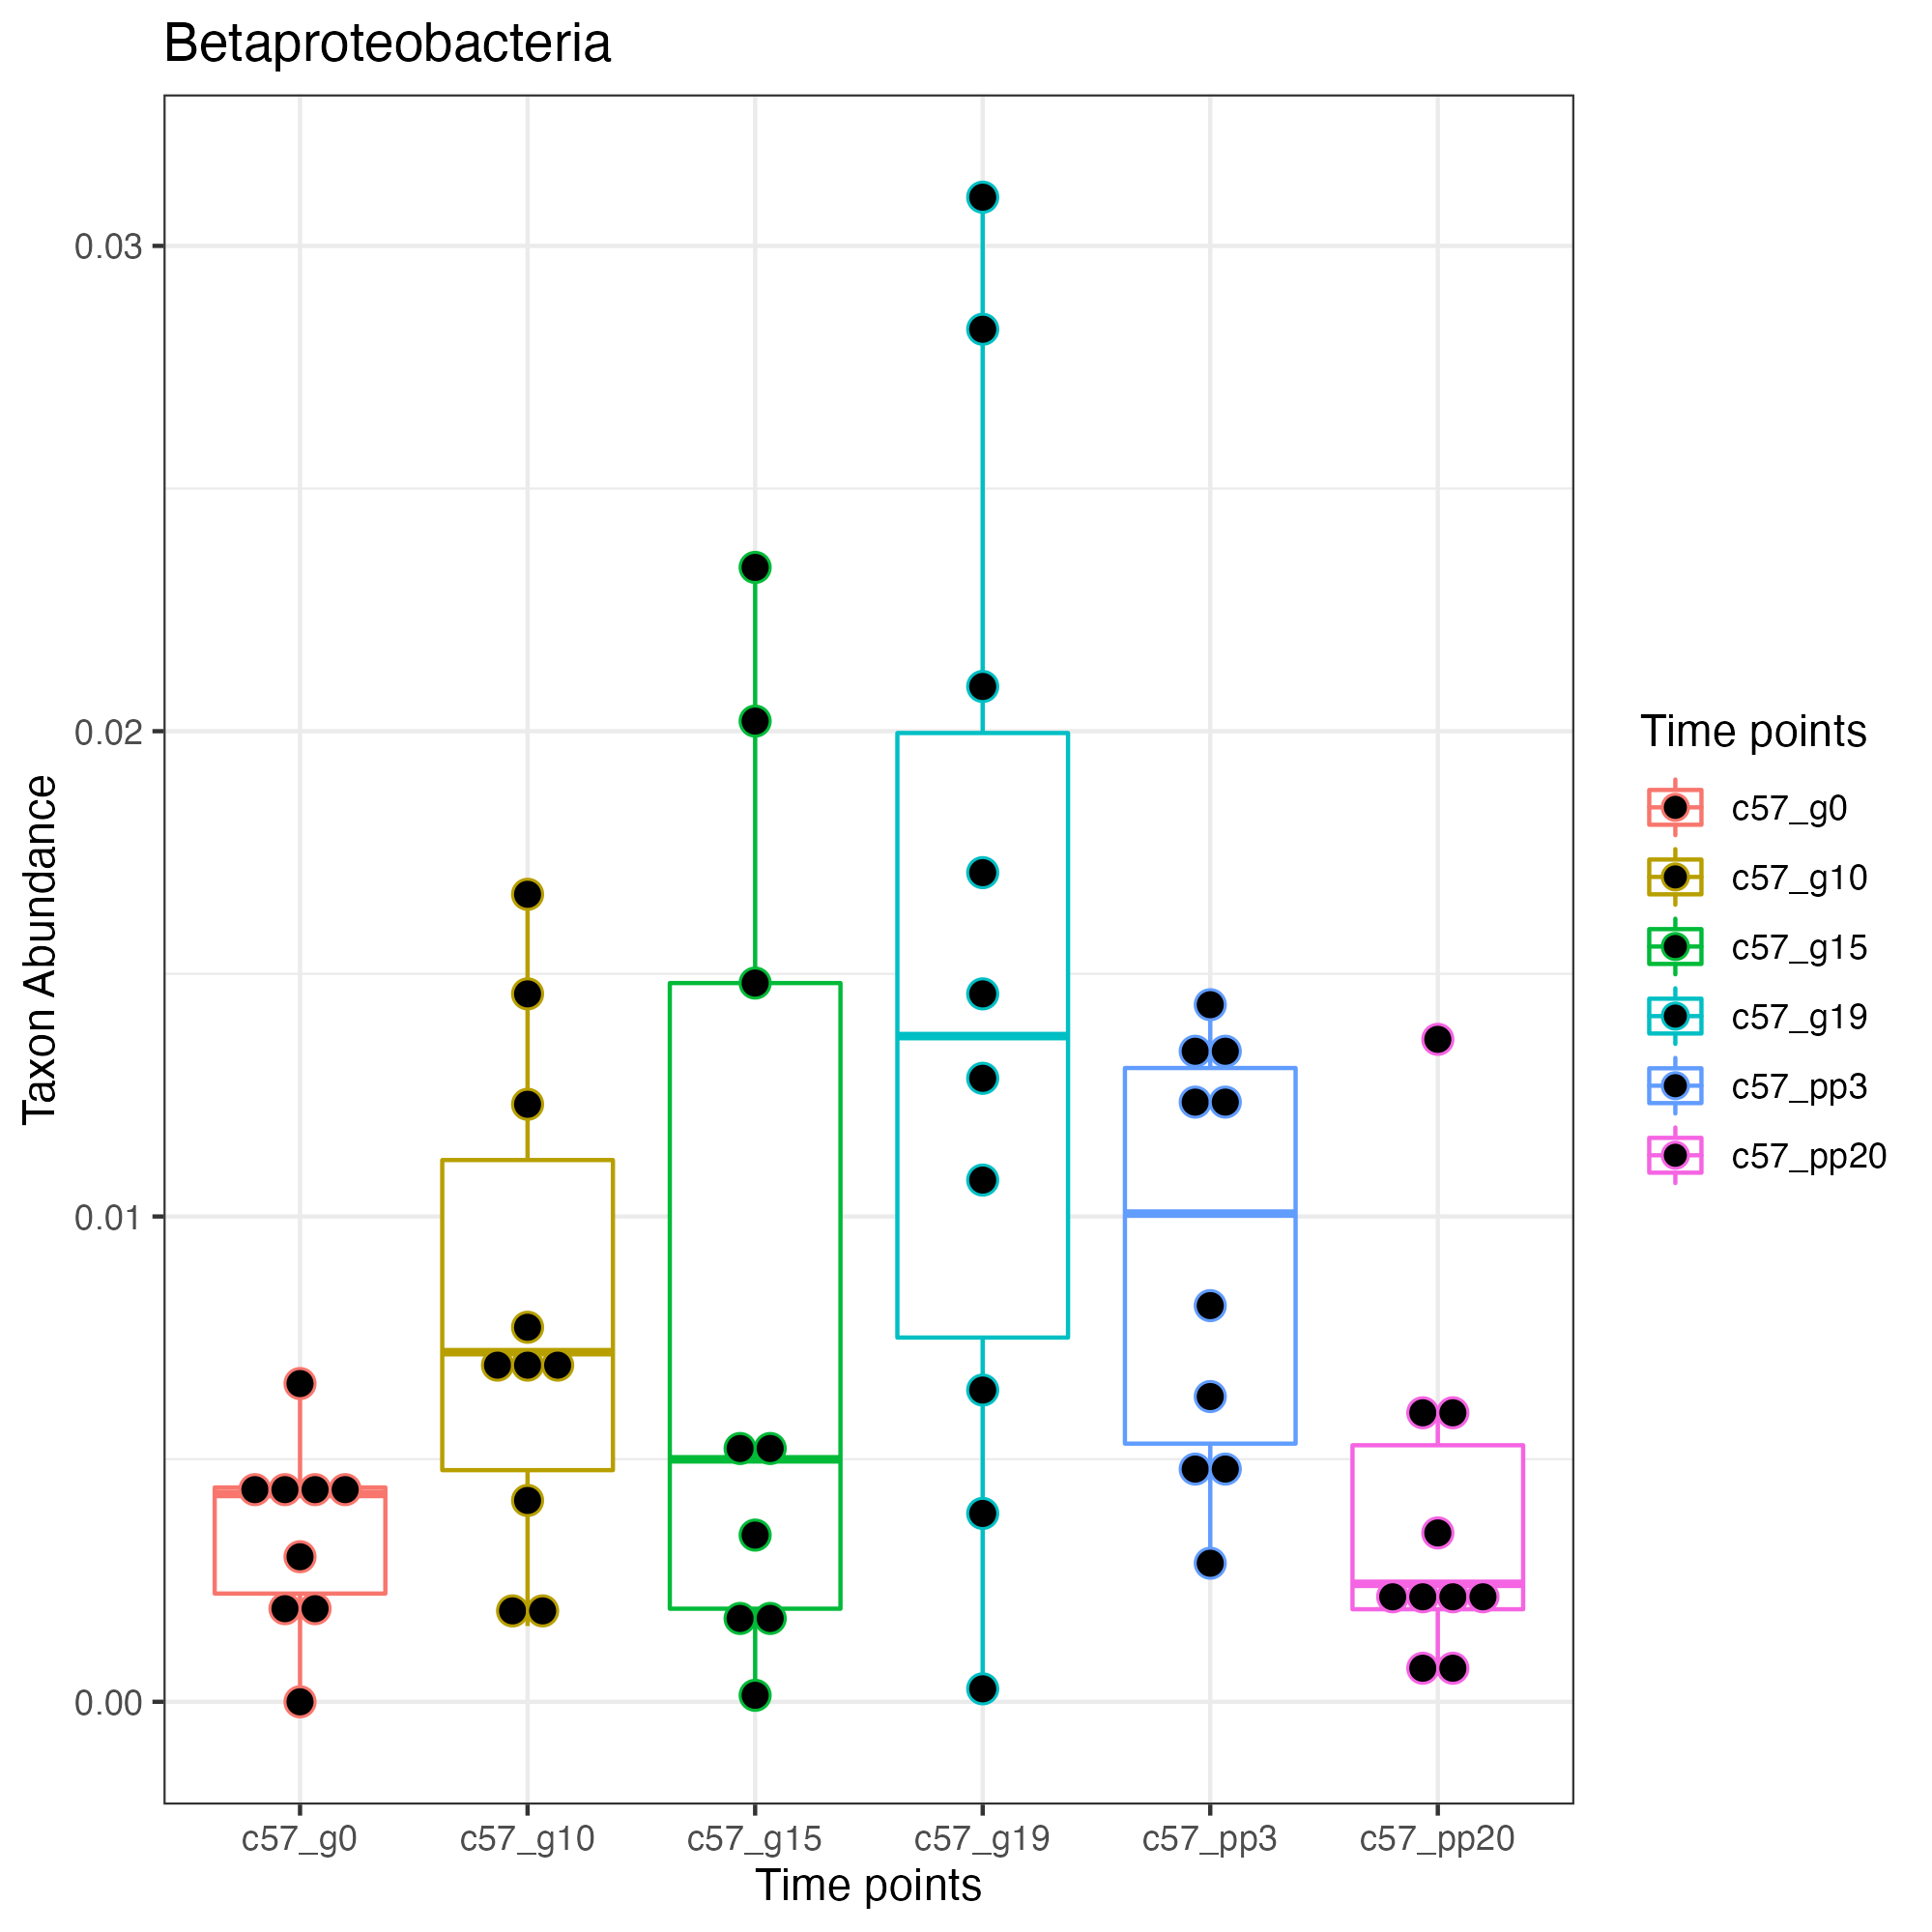 Betaproteobacteria
Taxon Abundance
0.03
0.02
0.01
0.00
c57_g0
c57_g10
c57_g15
c57_g19
c57_pp3
c57_pp20
Time points
Time points
c57_g0
c57_g10
c57_g15
c57_g19
c57_pp3
c57_pp20